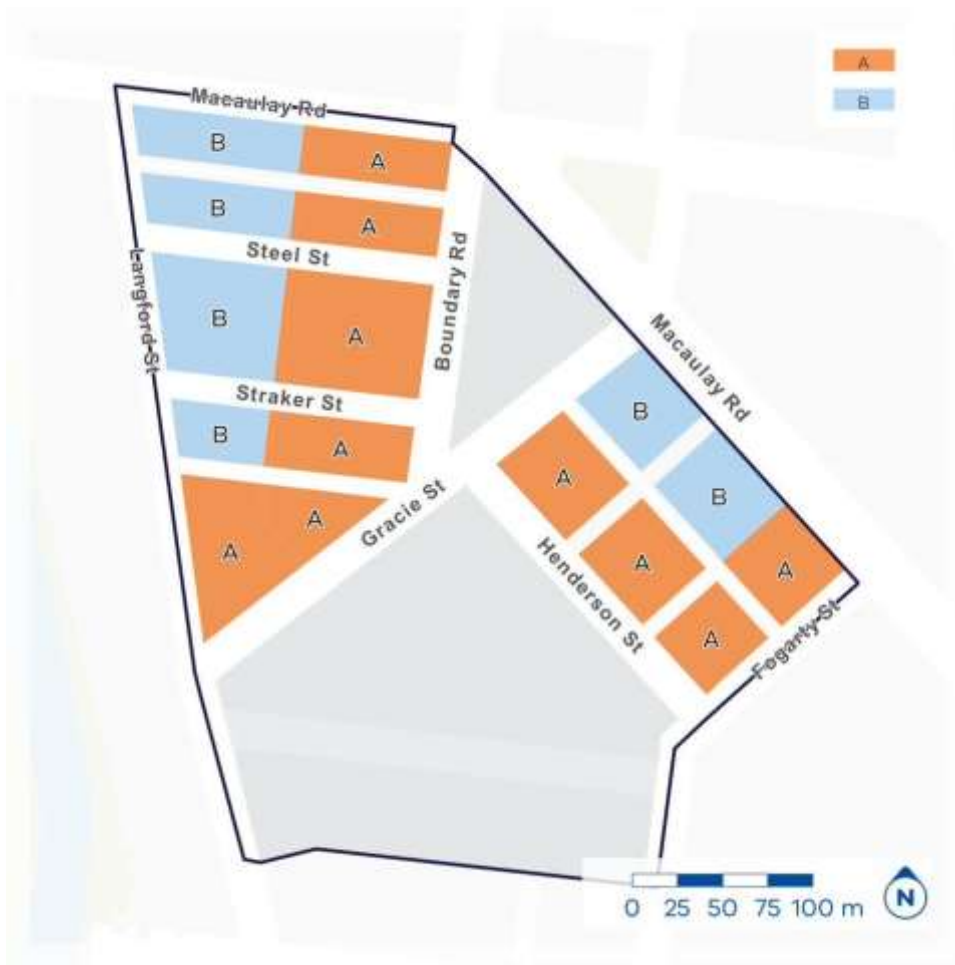 A
B
Macaulay Rd
B
A
B
A
Steel St
Langford St
Boundary Rd
B
A
Macaulay Rd
Straker St
B
B
A
A
B
Gracie St
A
A
A
Henderson St
A
A
Fogarty St
N
0 25 50 75 100 m